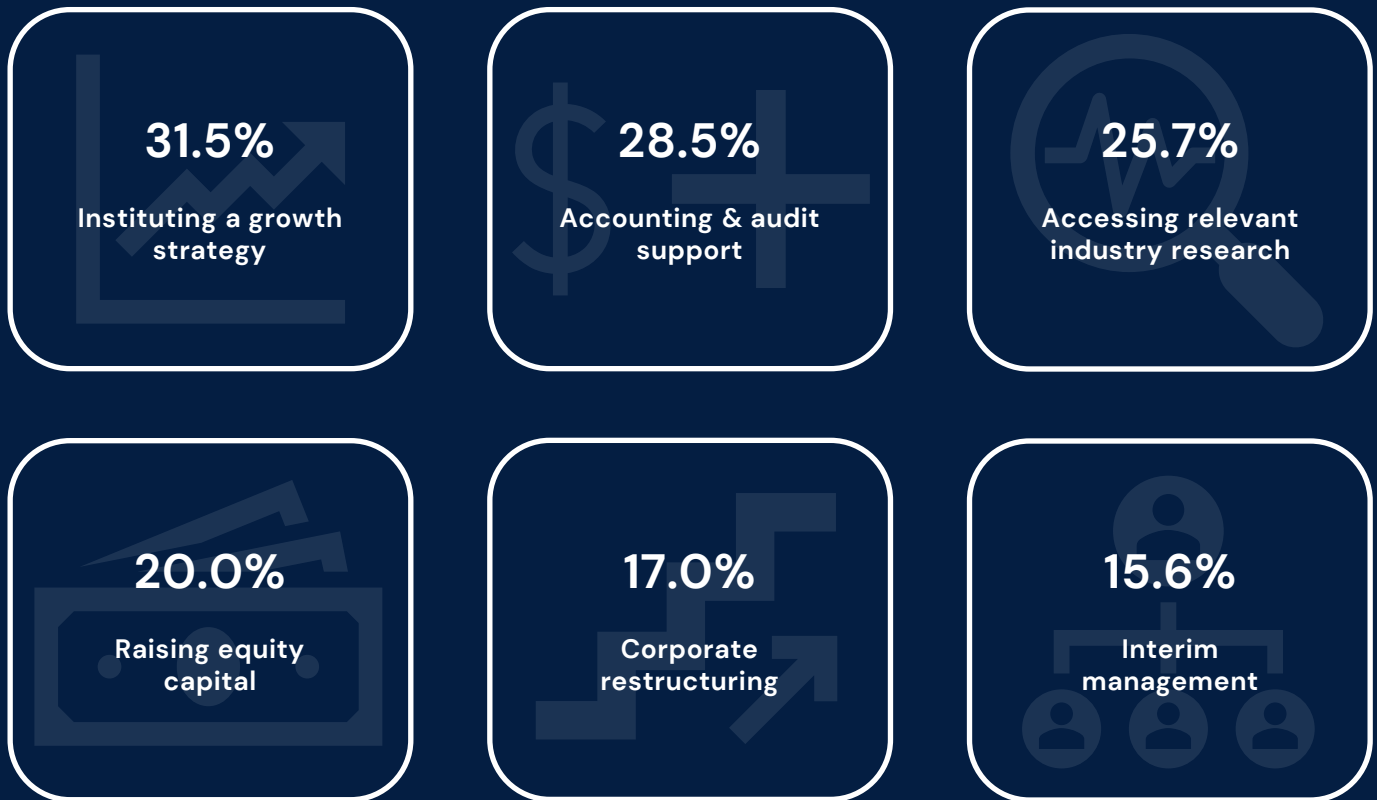 31.5%
Instituting a growth
strategy
28.5%
Accounting & audit
support
25.7%
Accessing relevant
industry research
20.0%
Raising equity
capital
17.0%
Corporate
restructuring
15.6%
Interim
management